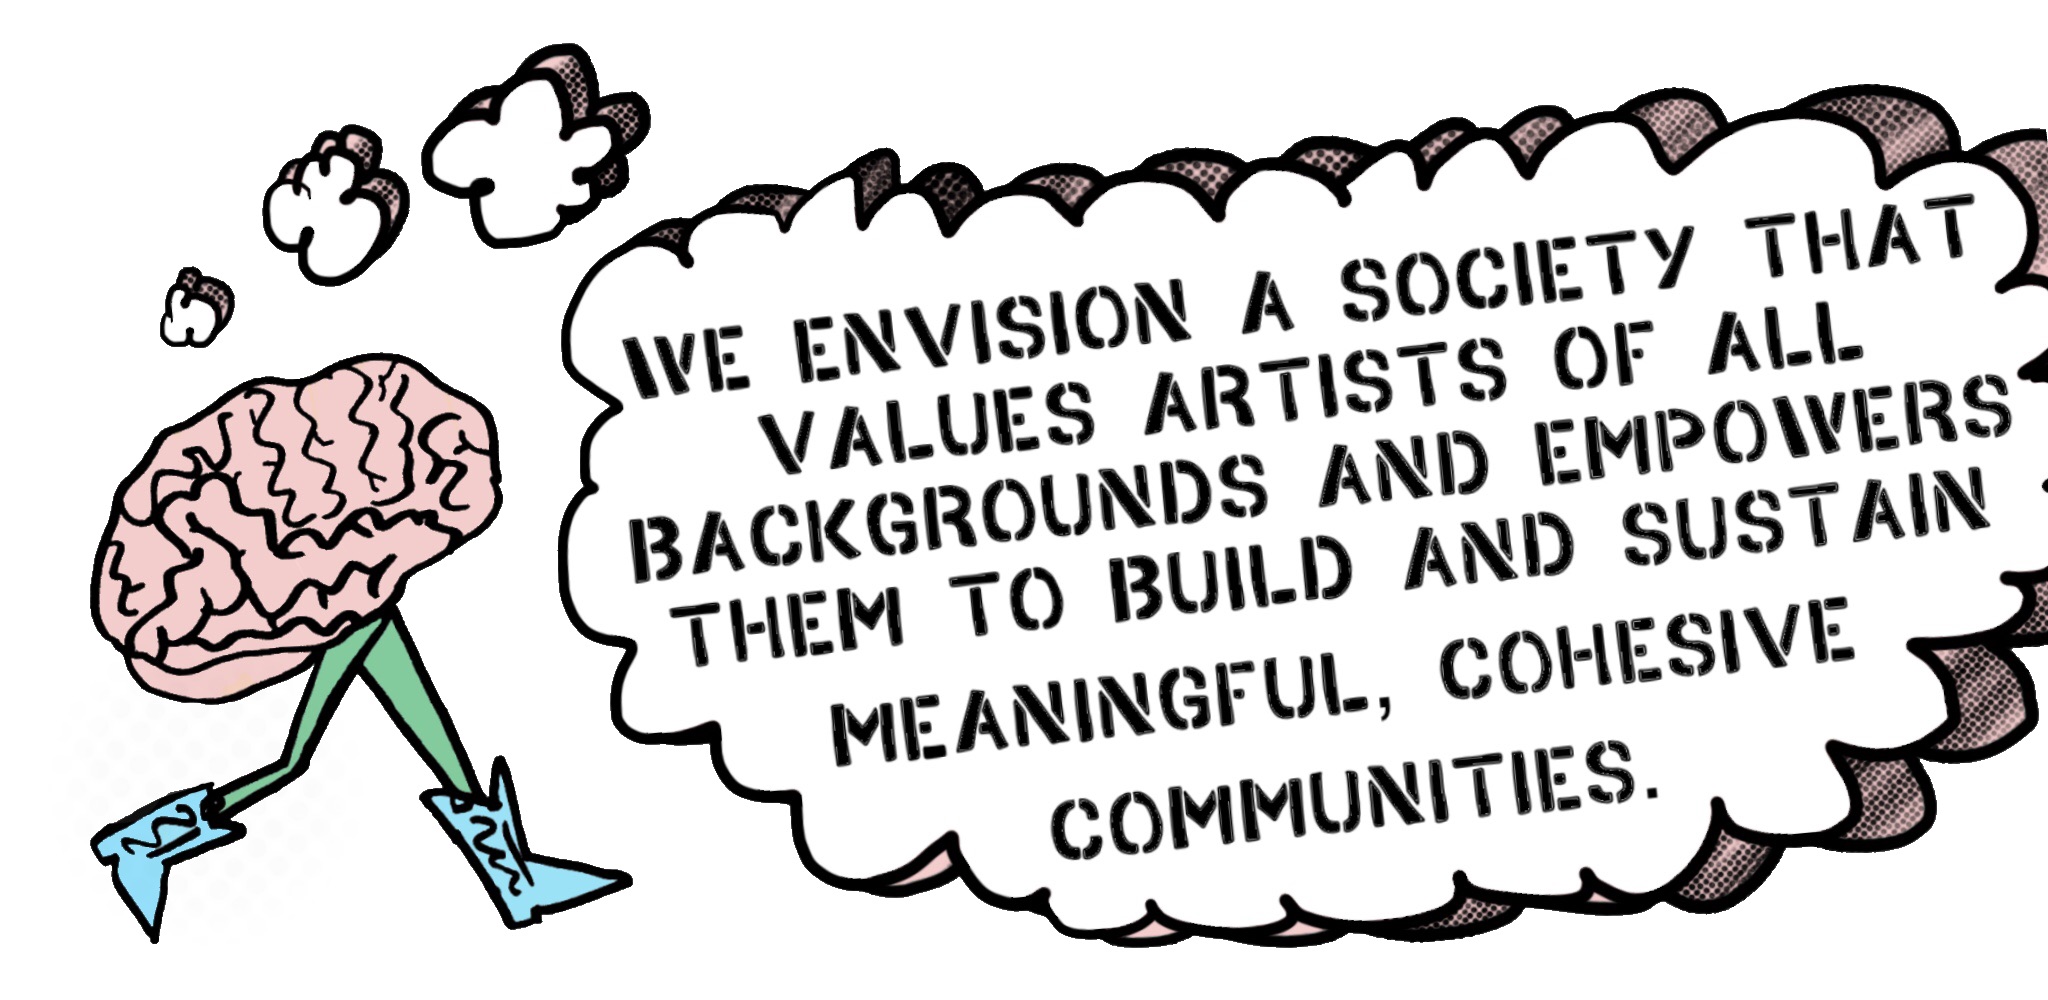 WE ENVISION A SOCIETY THAT
VALUES ARTISTS OF ALL
BACKGROUNDS AND EMPOWERS
THEM TO BUILD AND SUSTAIN
MEANINGFUL, COHESIVE
COMMUNITIES.